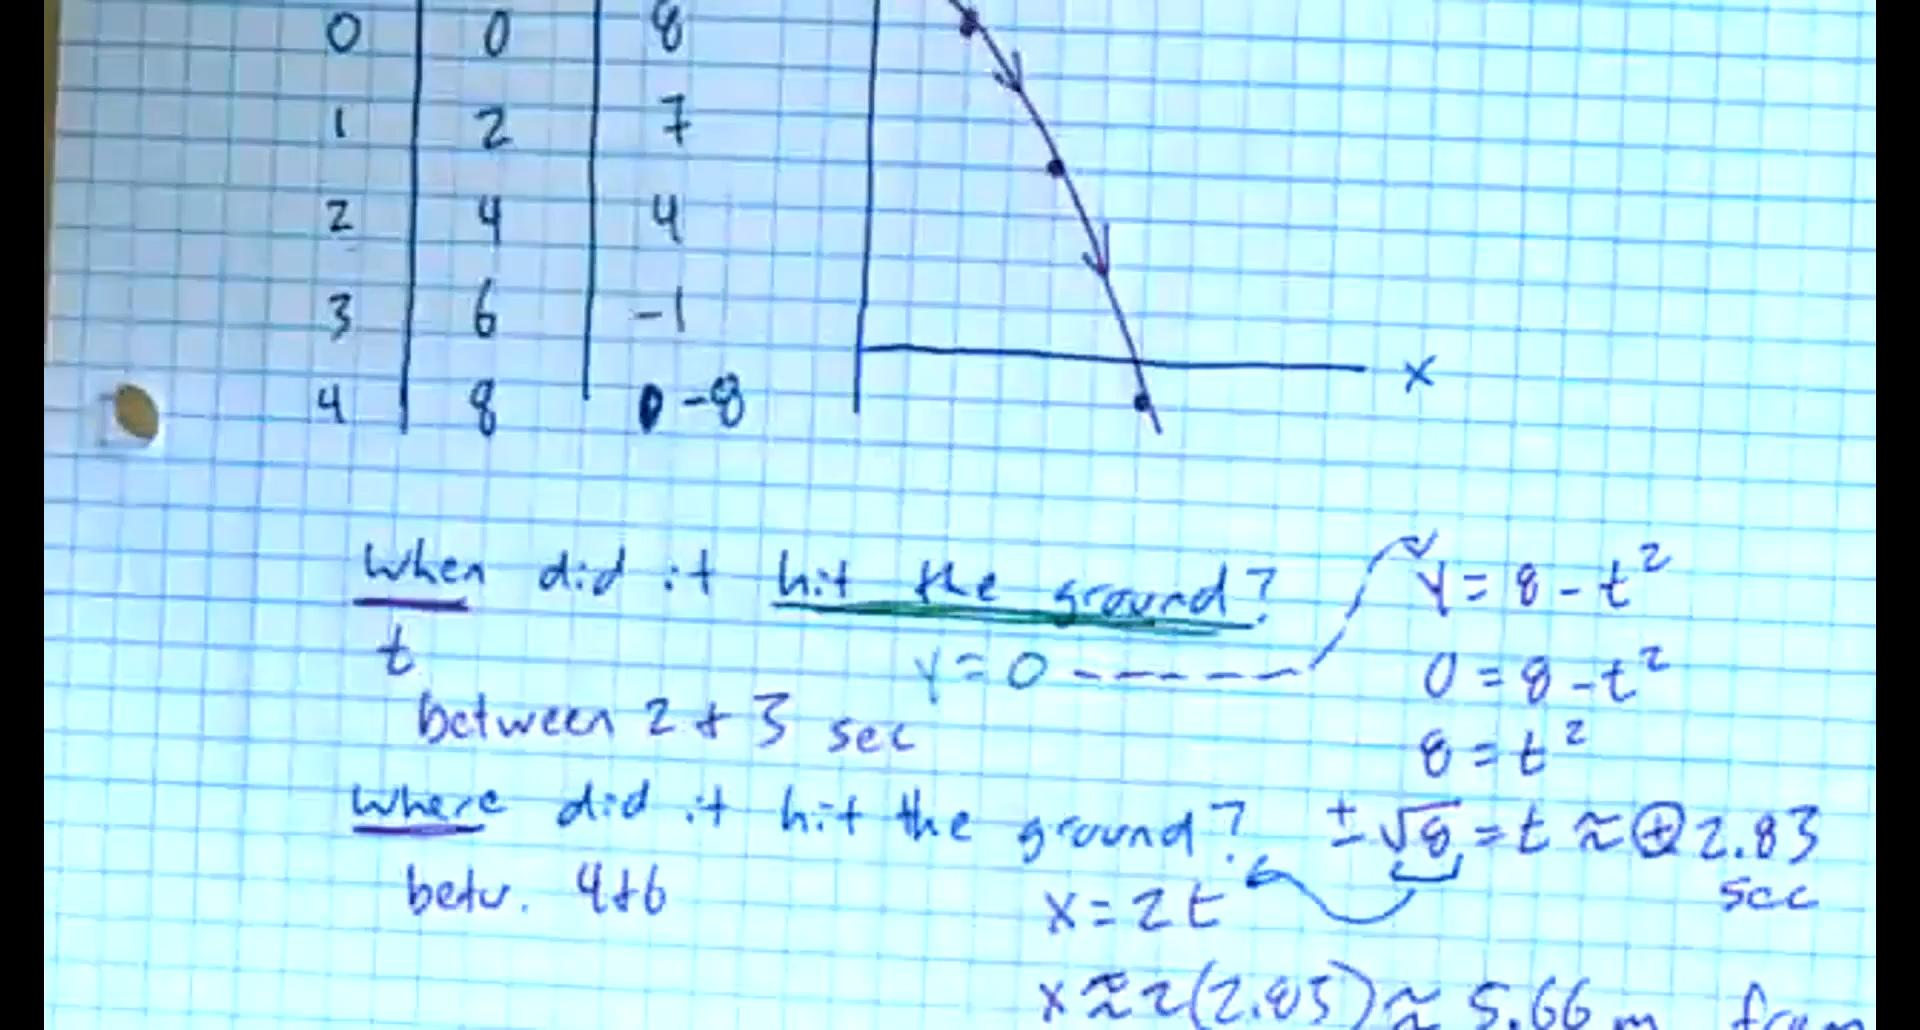 0 0 8
1 2 7
2 4 4
3 6 -1
4 8 -8
x
When did it hit the ground?
t
y = 0
between 2 + 3 sec
y = 8 - t²
0 = 8 - t²
8 = t²
± √8 = t ≈ + 2.83
sec
Where did it hit the ground?
betw. 4+6
x = 2t
x ≈ 2(2.83) ≈ 5.66 m from